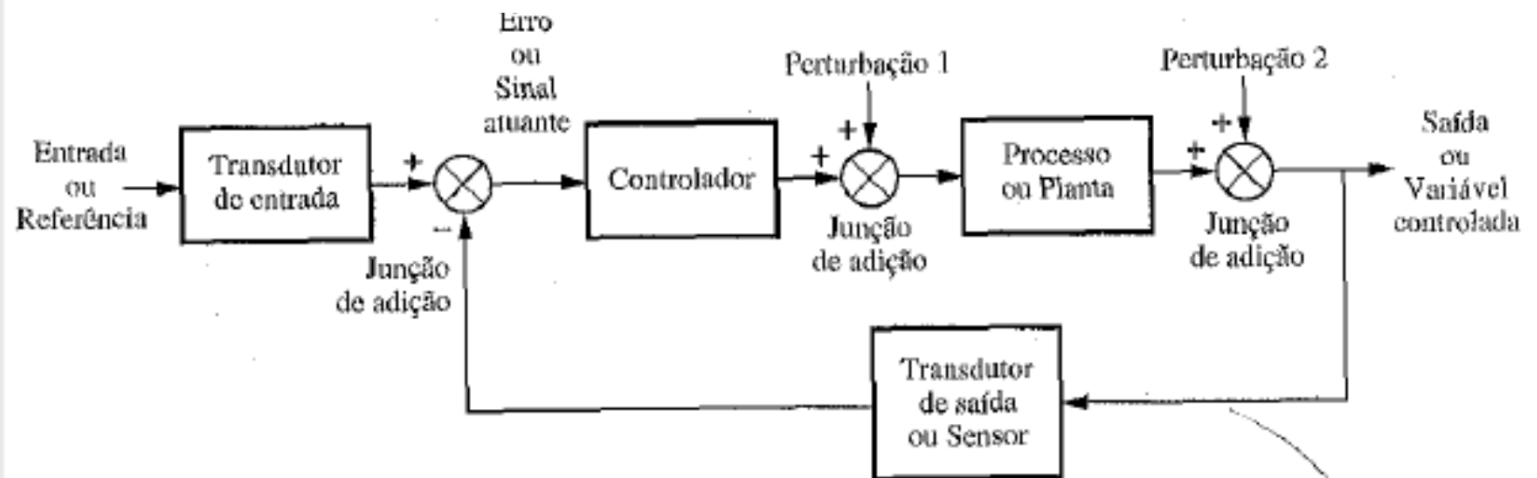 Erro
ou
Sinal
atuante
Perturbação 1
Perturbação 2
Entrada
ou
Referência
Transdutor
de entrada
+
-
Junção
de adição
Controlador
+
+
Junção
de adição
Processo
ou Planta
+
+
Junção
de adição
Saída
ou
Variável
controlada
Transdutor
de saída
ou Sensor